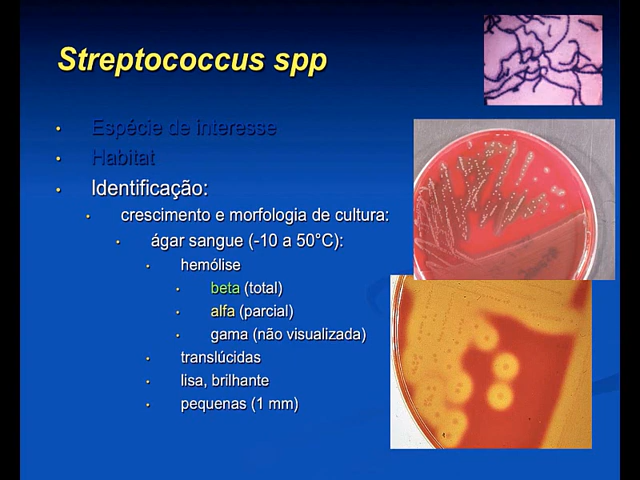 Streptococcus spp
Espécie de interesse
Habitat
Identificação:
crescimento e morfologia de cultura:
ágar sangue (-10 a 50°C):
hemólise
beta (total)
alfa (parcial)
gama (não visualizada)
translúcidas
lisa, brilhante
pequenas (1 mm)